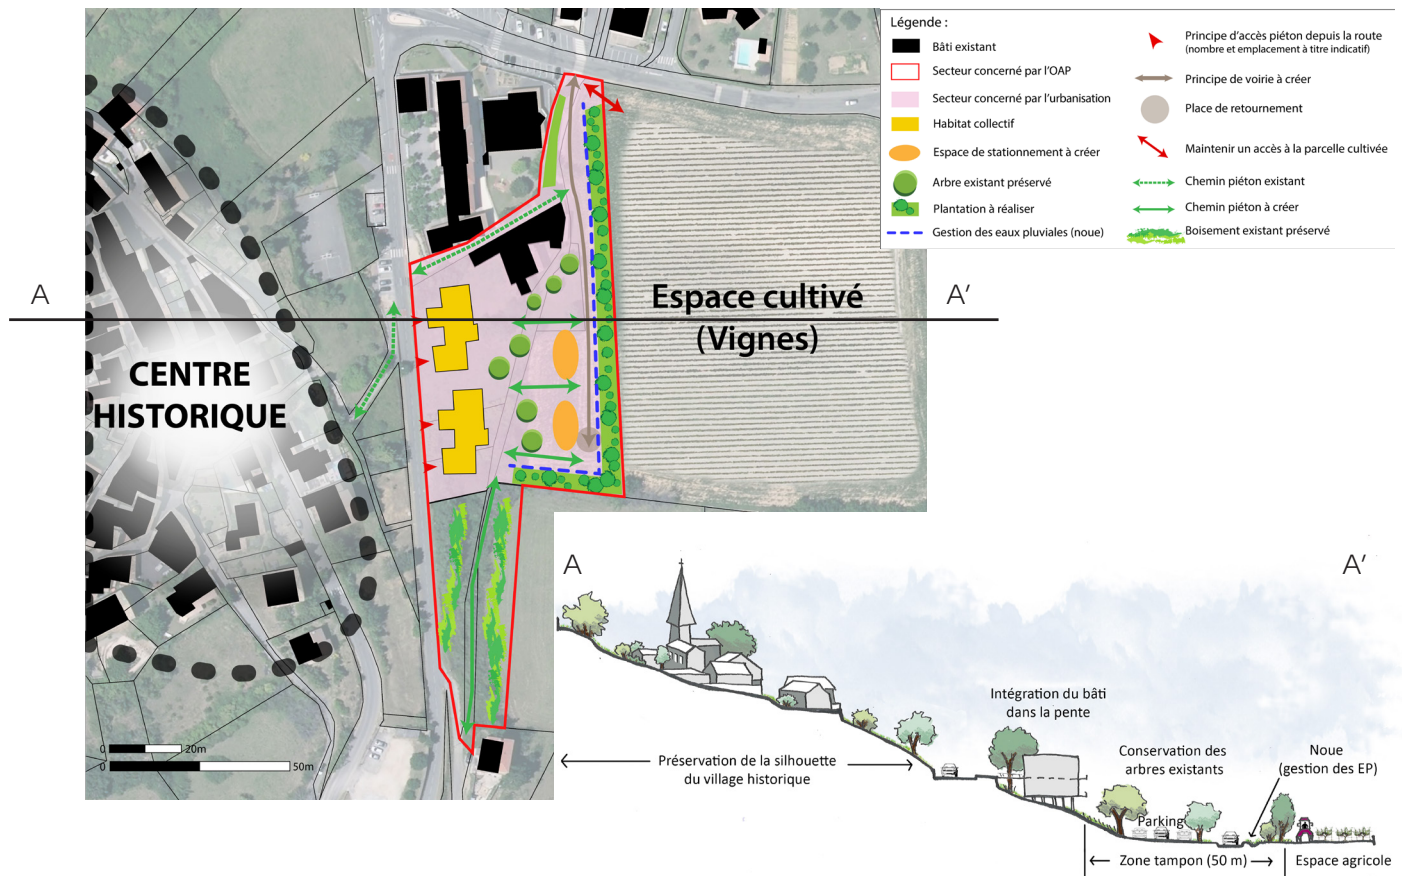 Légende :
Bâti existant
Secteur concerné par l'OAP
Secteur concerné par l'urbanisation
Habitat collectif
Espace de stationnement à créer
Arbre existant préservé
Plantation à réaliser
Gestion des eaux pluviales (noue)
Principe d'accès piéton depuis la route
(nombre et emplacement à titre indicatif)
Principe de voirie à créer
Place de retournement
Maintenir un accès à la parcelle cultivée
Chemin piéton existant
Chemin piéton à créer
Boisement existant préservé
A
A'
Espace cultivé
(Vignes)
CENTRE
HISTORIQUE
0 20m
0 50m
A
A'
Intégration du bâti
dans la pente
Préservation de la silhouette
du village historique
Conservation des
arbres existants
Noue
(gestion des EP)
Parking
Zone tampon (50 m)
Espace agricole